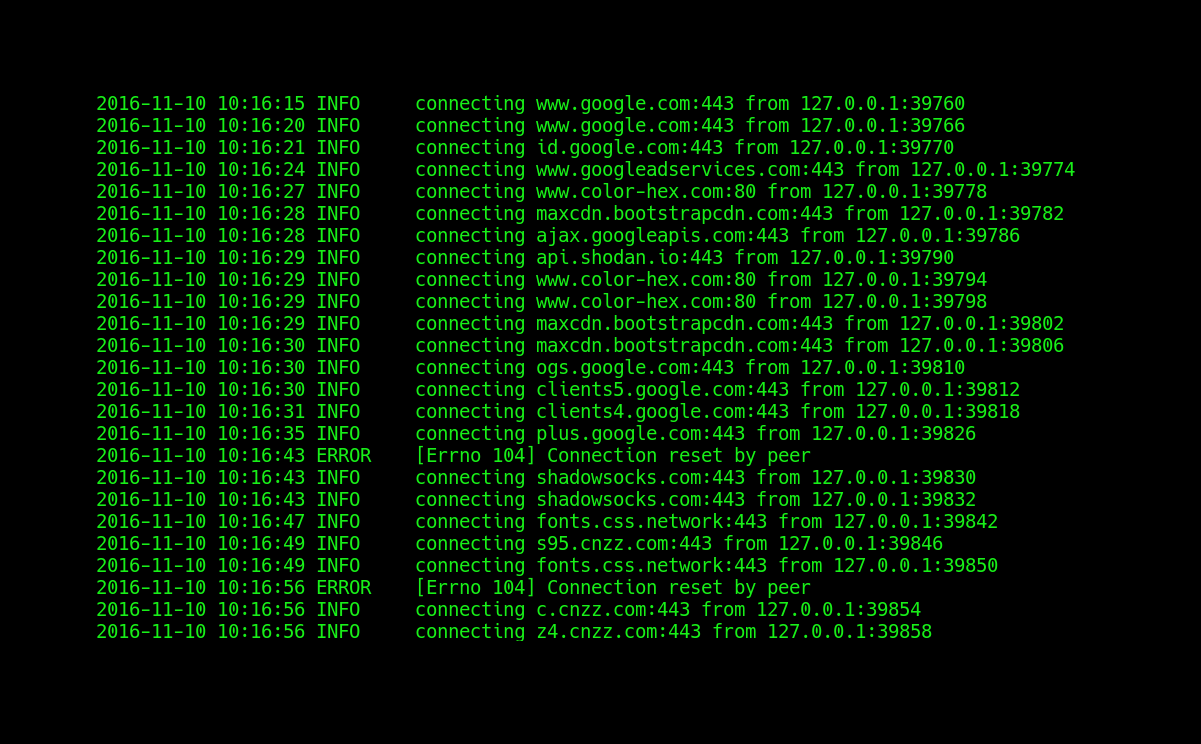 2016-11-10 10:16:15 INFO     connecting www.google.com:443 from 127.0.0.1:39760
2016-11-10 10:16:20 INFO     connecting www.google.com:443 from 127.0.0.1:39766
2016-11-10 10:16:21 INFO     connecting id.google.com:443 from 127.0.0.1:39770
2016-11-10 10:16:24 INFO     connecting www.googleadservices.com:443 from 127.0.0.1:39774
2016-11-10 10:16:27 INFO     connecting www.color-hex.com:80 from 127.0.0.1:39778
2016-11-10 10:16:28 INFO     connecting maxcdn.bootstrapcdn.com:443 from 127.0.0.1:39782
2016-11-10 10:16:28 INFO     connecting ajax.googleapis.com:443 from 127.0.0.1:39786
2016-11-10 10:16:29 INFO     connecting api.shodan.io:443 from 127.0.0.1:39790
2016-11-10 10:16:29 INFO     connecting www.color-hex.com:80 from 127.0.0.1:39794
2016-11-10 10:16:29 INFO     connecting www.color-hex.com:80 from 127.0.0.1:39798
2016-11-10 10:16:29 INFO     connecting maxcdn.bootstrapcdn.com:443 from 127.0.0.1:39802
2016-11-10 10:16:30 INFO     connecting maxcdn.bootstrapcdn.com:443 from 127.0.0.1:39806
2016-11-10 10:16:30 INFO     connecting ogs.google.com:443 from 127.0.0.1:39810
2016-11-10 10:16:30 INFO     connecting clients5.google.com:443 from 127.0.0.1:39812
2016-11-10 10:16:31 INFO     connecting clients4.google.com:443 from 127.0.0.1:39818
2016-11-10 10:16:35 INFO     connecting plus.google.com:443 from 127.0.0.1:39826
2016-11-10 10:16:43 ERROR    [Errno 104] Connection reset by peer
2016-11-10 10:16:43 INFO     connecting shadowsocks.com:443 from 127.0.0.1:39830
2016-11-10 10:16:43 INFO     connecting shadowsocks.com:443 from 127.0.0.1:39832
2016-11-10 10:16:47 INFO     connecting fonts.css.network:443 from 127.0.0.1:39842
2016-11-10 10:16:49 INFO     connecting s95.cnzz.com:443 from 127.0.0.1:39846
2016-11-10 10:16:49 INFO     connecting fonts.css.network:443 from 127.0.0.1:39850
2016-11-10 10:16:56 ERROR    [Errno 104] Connection reset by peer
2016-11-10 10:16:56 INFO     connecting c.cnzz.com:443 from 127.0.0.1:39854
2016-11-10 10:16:56 INFO     connecting z4.cnzz.com:443 from 127.0.0.1:39858